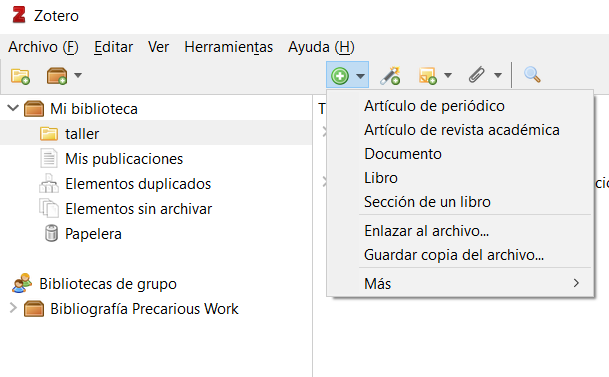 Zotero
Archivo (F) Editar Ver Herramientas Ayuda (H)
Mi biblioteca
taller
Mis publicaciones
Elementos duplicados
Elementos sin archivar
Papelera
Bibliotecas de grupo
Bibliografía Precarious Work
Artículo de periódico
Artículo de revista académica
Documento
Libro
Sección de un libro
Enlazar al archivo...
Guardar copia del archivo...
Más